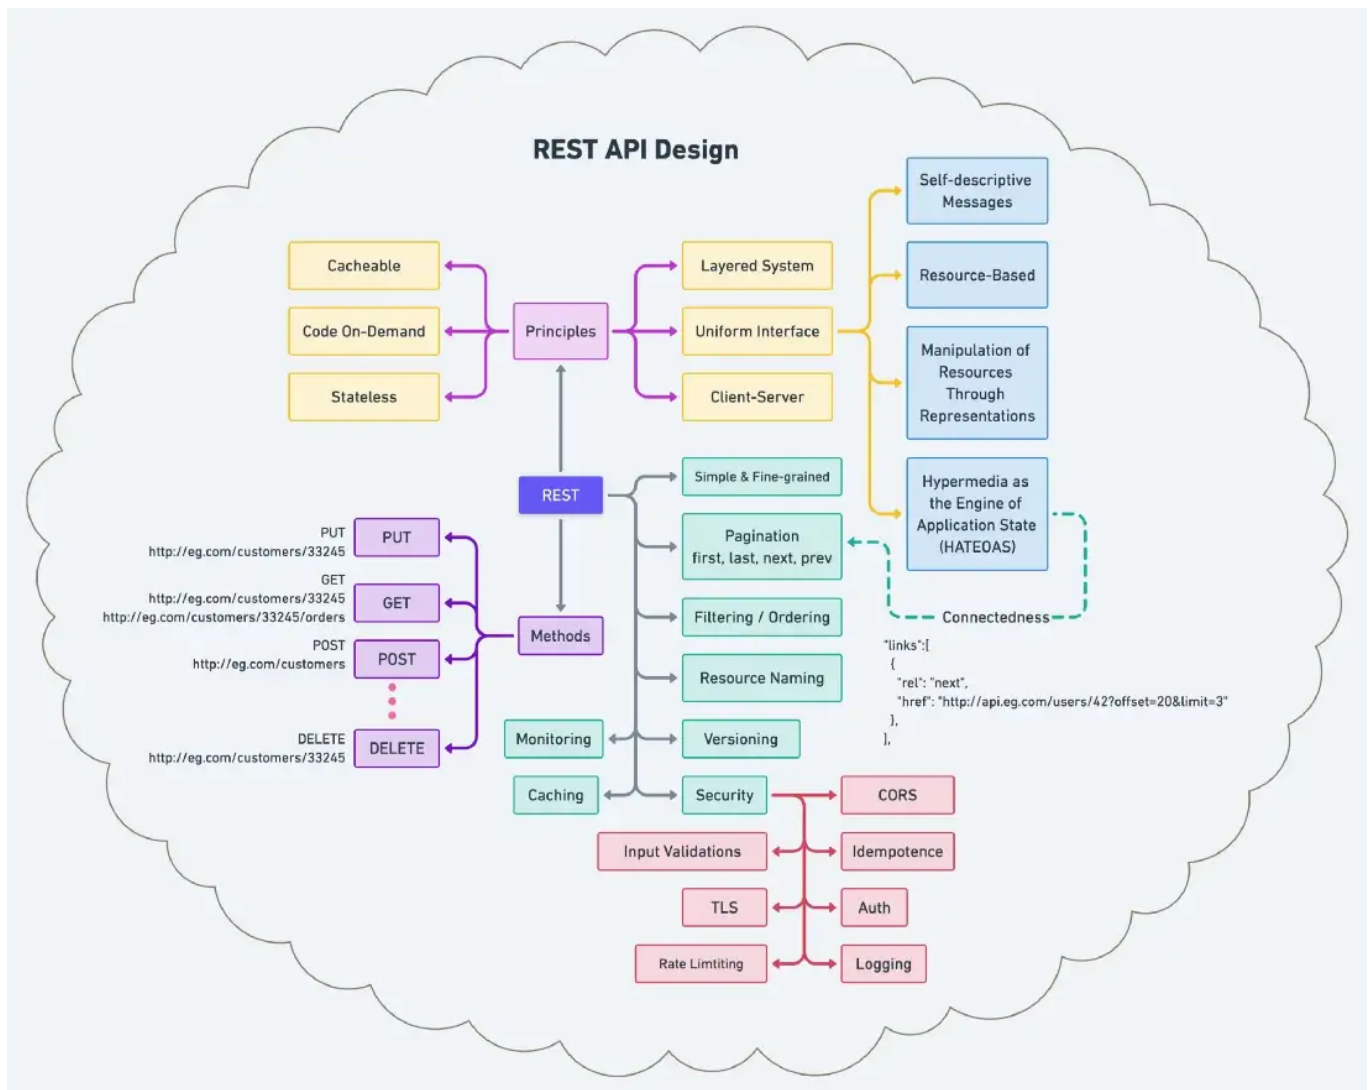 REST API Design
Self-descriptive
Messages
Cacheable
Layered System
Resource-Based
Code On-Demand
Principles
Uniform Interface
Manipulation of
Resources
Through
Representations
Stateless
Client-Server
Simple & Fine-grained
Hypermedia as
the Engine of
Application State
(HATEOAS)
REST
Pagination
first, last, next, prev
PUT
http://eg.com/customers/33245
PUT
GET
http://eg.com/customers/33245
http://eg.com/customers/33245/orders
GET
Filtering / Ordering
Connectedness
Methods
POST
http://eg.com/customers
POST
"links":[
{
"rel": "next",
"href": "http://api.eg.com/users/42?offset=20&limit=3"
},
],
Resource Naming
DELETE
http://eg.com/customers/33245
DELETE
Monitoring
Versioning
Caching
Security
CORS
Input Validations
Idempotence
TLS
Auth
Rate Limtiting
Logging